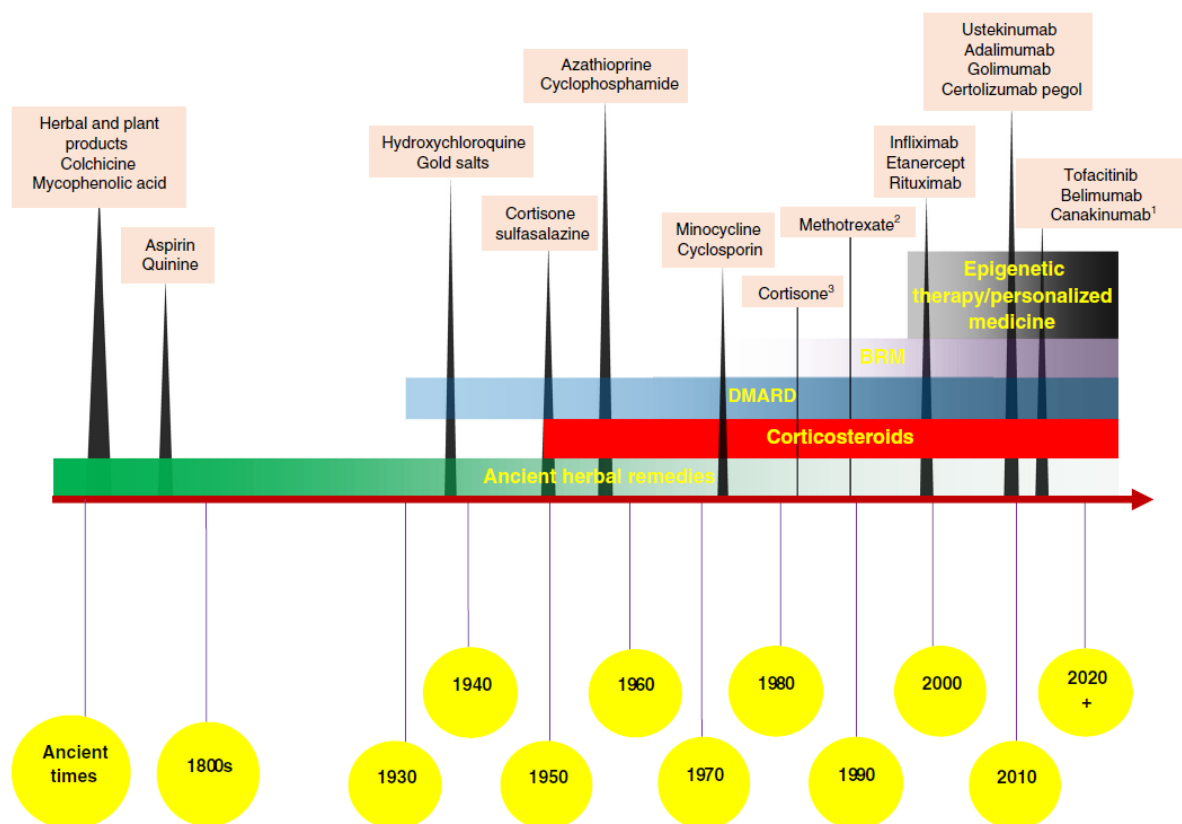 Herbal and plant
products
Colchicine
Mycophenolic acid
Aspirin
Quinine
Hydroxychloroquine
Gold salts
Cortisone
sulfasalazine
Azathioprine
Cyclophosphamide
Minocycline
Cyclosporin
Cortisone³
Methotrexate²
Infliximab
Etanercept
Rituximab
Ustekinumab
Adalimumab
Golimumab
Certolizumab pegol
Tofacitinib
Belimumab
Canakinumab¹
Epigenetic
therapy/personalized
medicine
BRM
DMARD
Corticosteroids
Ancient herbal remedies
Ancient
times
1800s
1930
1940
1950
1960
1970
1980
1990
2000
2010
2020
+